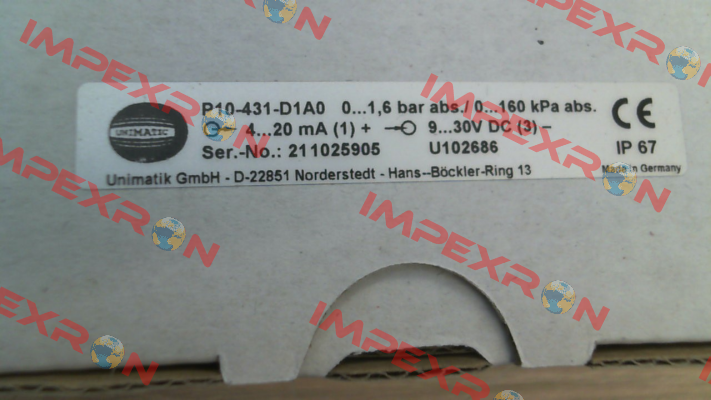 UNIMATIC
P10-431-D1A0 0...1,6 bar abs./ 0...160 kPa abs.
4...20 mA (1) + 9...30V DC (3) –
Ser.-No.: 211025905 U102686
CE
IP 67
Unimatik GmbH - D-22851 Norderstedt - Hans--Böckler-Ring 13
Made in Germany
IMPEXRON
IMPEXRON
IMPEXRON
IMPEXRON
IMPEXRON
IMPEXRON
IMPEXRON